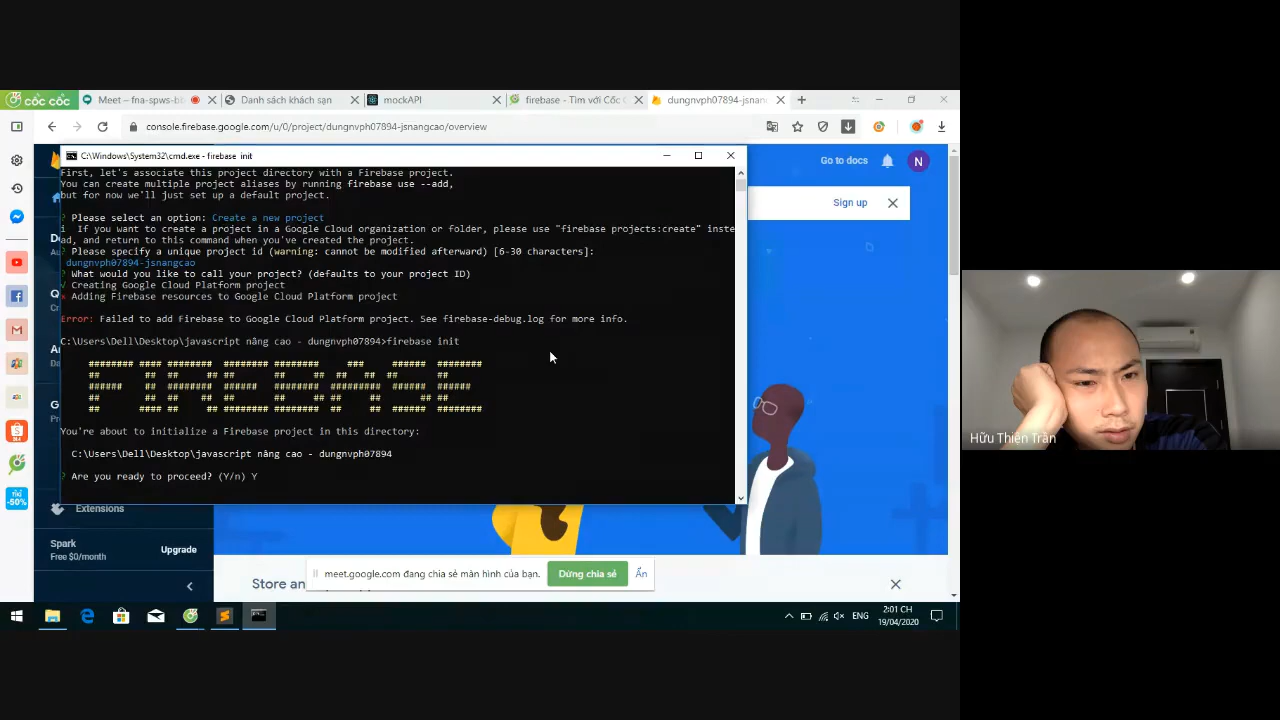 cốc cốc
Meet – fna-spws-bb
Danh sách khách sạn
mockAPI
firebase - Tìm với Cốc C
dungnvph07894-jsnangcao
console.firebase.google.com/u/0/project/dungnvph07894-jsnangcao/overview
C:\Windows\System32\cmd.exe - firebase init
Go to docs
N
Sign up
First, let's associate this project directory with a Firebase project.
You can create multiple project aliases by running firebase use --add,
but for now we'll just set up a default project.
? Please select an option: Create a new project
i If you want to create a project in a Google Cloud organization or folder, please use "firebase projects:create" inste
ad, and return to this command when you've created the project.
? Please specify a unique project id (warning: cannot be modified afterward) [6-30 characters]:
dungnvph07894-jsnangcao
? What would you like to call your project? (defaults to your project ID)
√ Creating Google Cloud Platform project
× Adding Firebase resources to Google Cloud Platform project
Error: Failed to add Firebase to Google Cloud Platform project. See firebase-debug.log for more info.
C:\Users\Dell\Desktop\javascript nâng cao - dungnvph07894>firebase init
FIREBASE
You're about to initialize a Firebase project in this directory:
C:\Users\Dell\Desktop\javascript nâng cao - dungnvph07894
? Are you ready to proceed? (Y/n) Y
Extensions
Spark
Free $0/month
Upgrade
Store an
meet.google.com đang chia sẻ màn hình của bạn.
Dừng chia sẻ
Ẩn
-50%
ENG
2:01 CH
19/04/2020
Hữu Thiện Trần